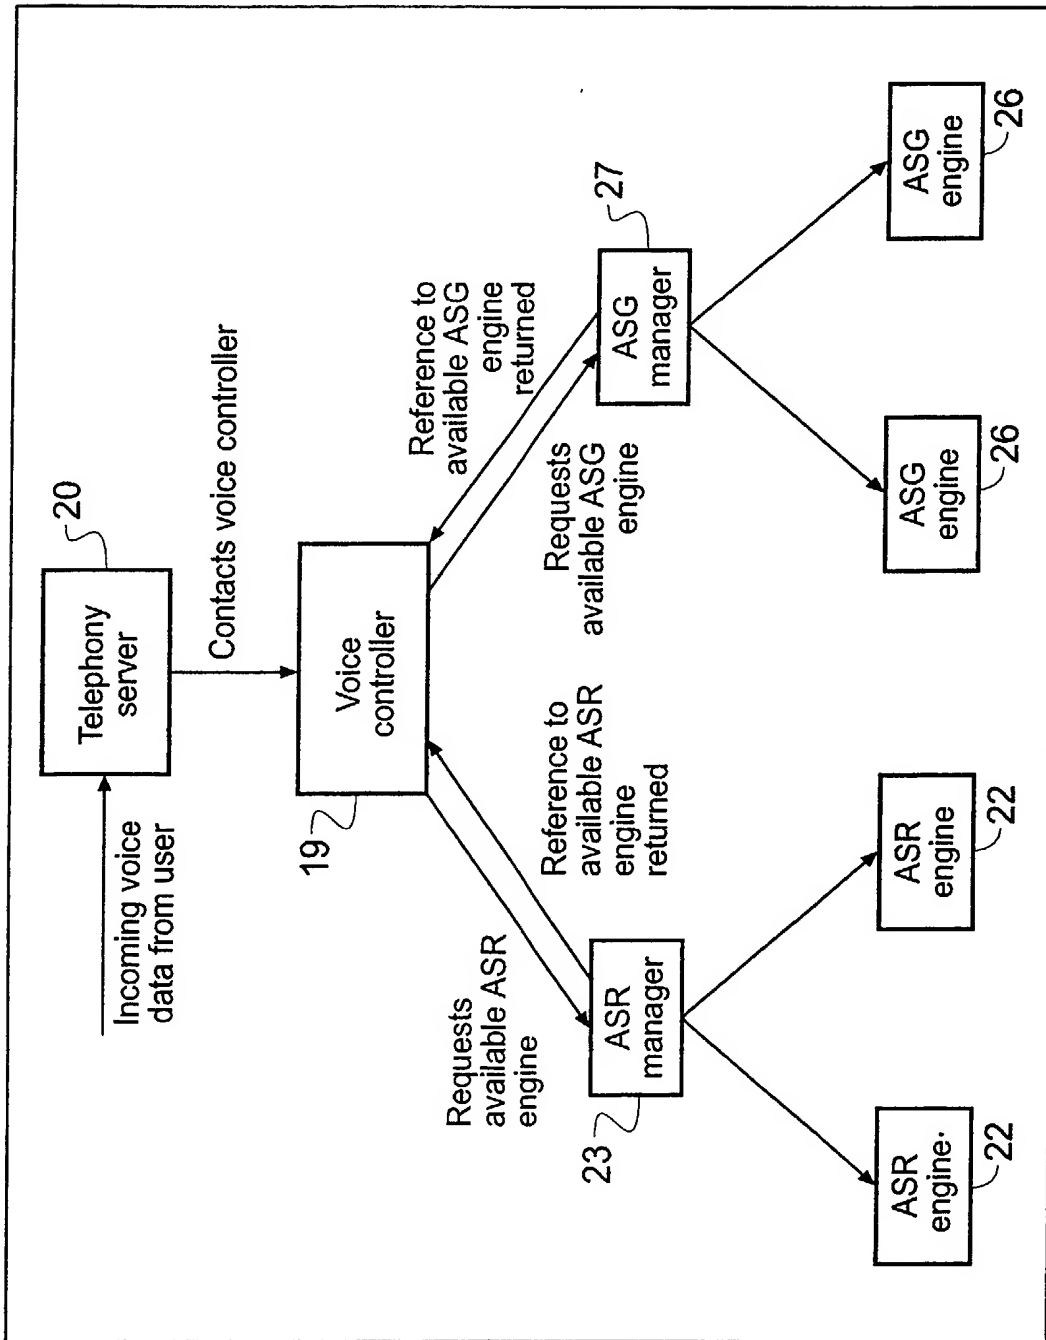 Incoming voice
data from user
Telephony
server
20
Contacts voice controller
19
Voice
controller
Requests
available ASR
engine
Reference to
available ASR
engine
returned
Reference to
available ASG
engine
returned
Requests
available ASG
engine
23
ASR
manager
ASG
manager
27
ASR
engine.
22
ASR
engine
22
ASG
engine
26
ASG
engine
26